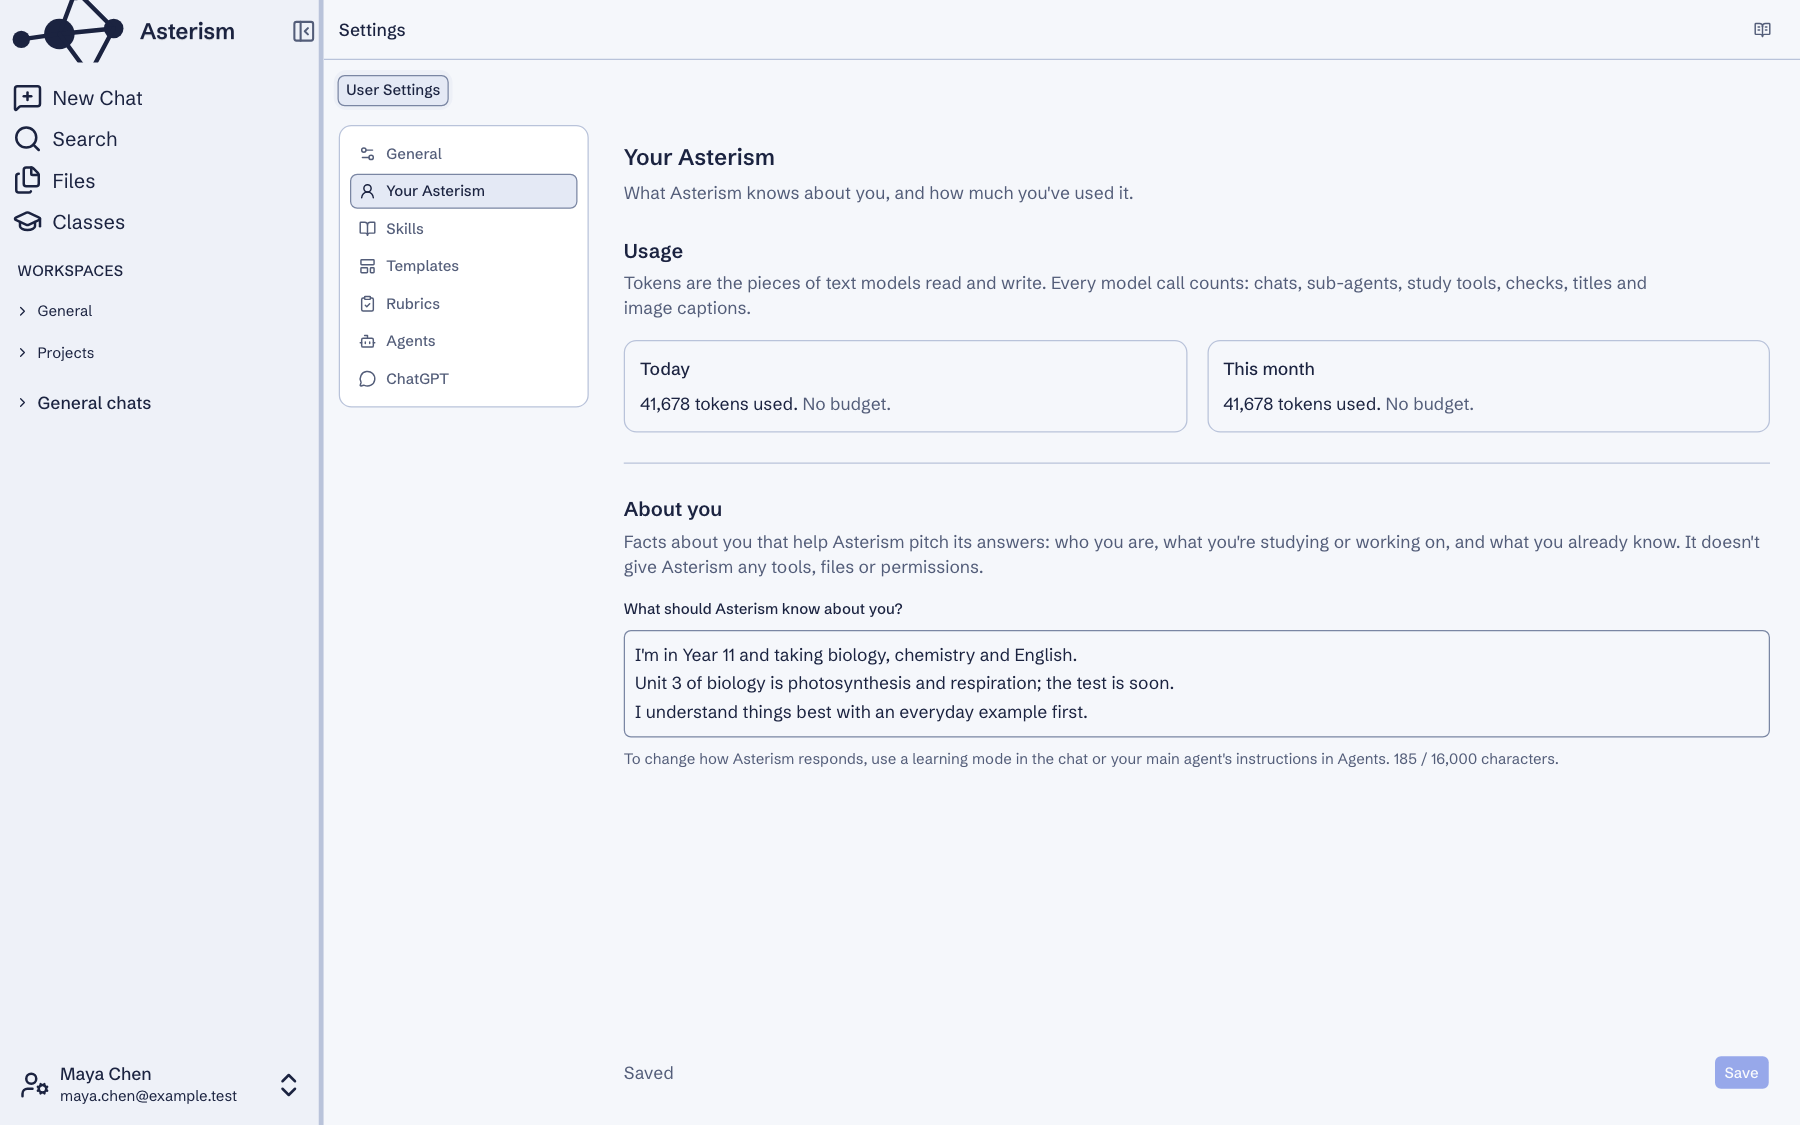 Asterism
New Chat
Search
Files
Classes
WORKSPACES
General
Projects
General chats
Maya Chen
maya.chen@example.test
Settings
User Settings
General
Your Asterism
Skills
Templates
Rubrics
Agents
ChatGPT
Your Asterism
What Asterism knows about you, and how much you've used it.
Usage
Tokens are the pieces of text models read and write. Every model call counts: chats, sub-agents, study tools, checks, titles and
image captions.
Today
41,678 tokens used. No budget.
This month
41,678 tokens used. No budget.
About you
Facts about you that help Asterism pitch its answers: who you are, what you're studying or working on, and what you already know. It doesn't
give Asterism any tools, files or permissions.
What should Asterism know about you?
I'm in Year 11 and taking biology, chemistry and English.
Unit 3 of biology is photosynthesis and respiration; the test is soon.
I understand things best with an everyday example first.
To change how Asterism responds, use a learning mode in the chat or your main agent's instructions in Agents. 185 / 16,000 characters.
Saved
Save